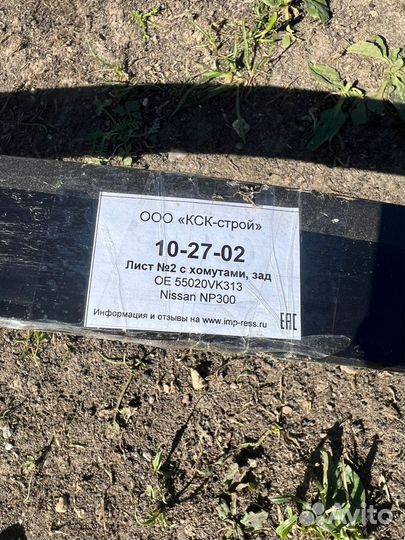 ООО «КСК-строй»
10-27-02
Лист №2 с хомутами, зад
ОЕ 55020VK313
Nissan NP300
Информация и отзывы на www.imp-ress.ru
EAC
Avito